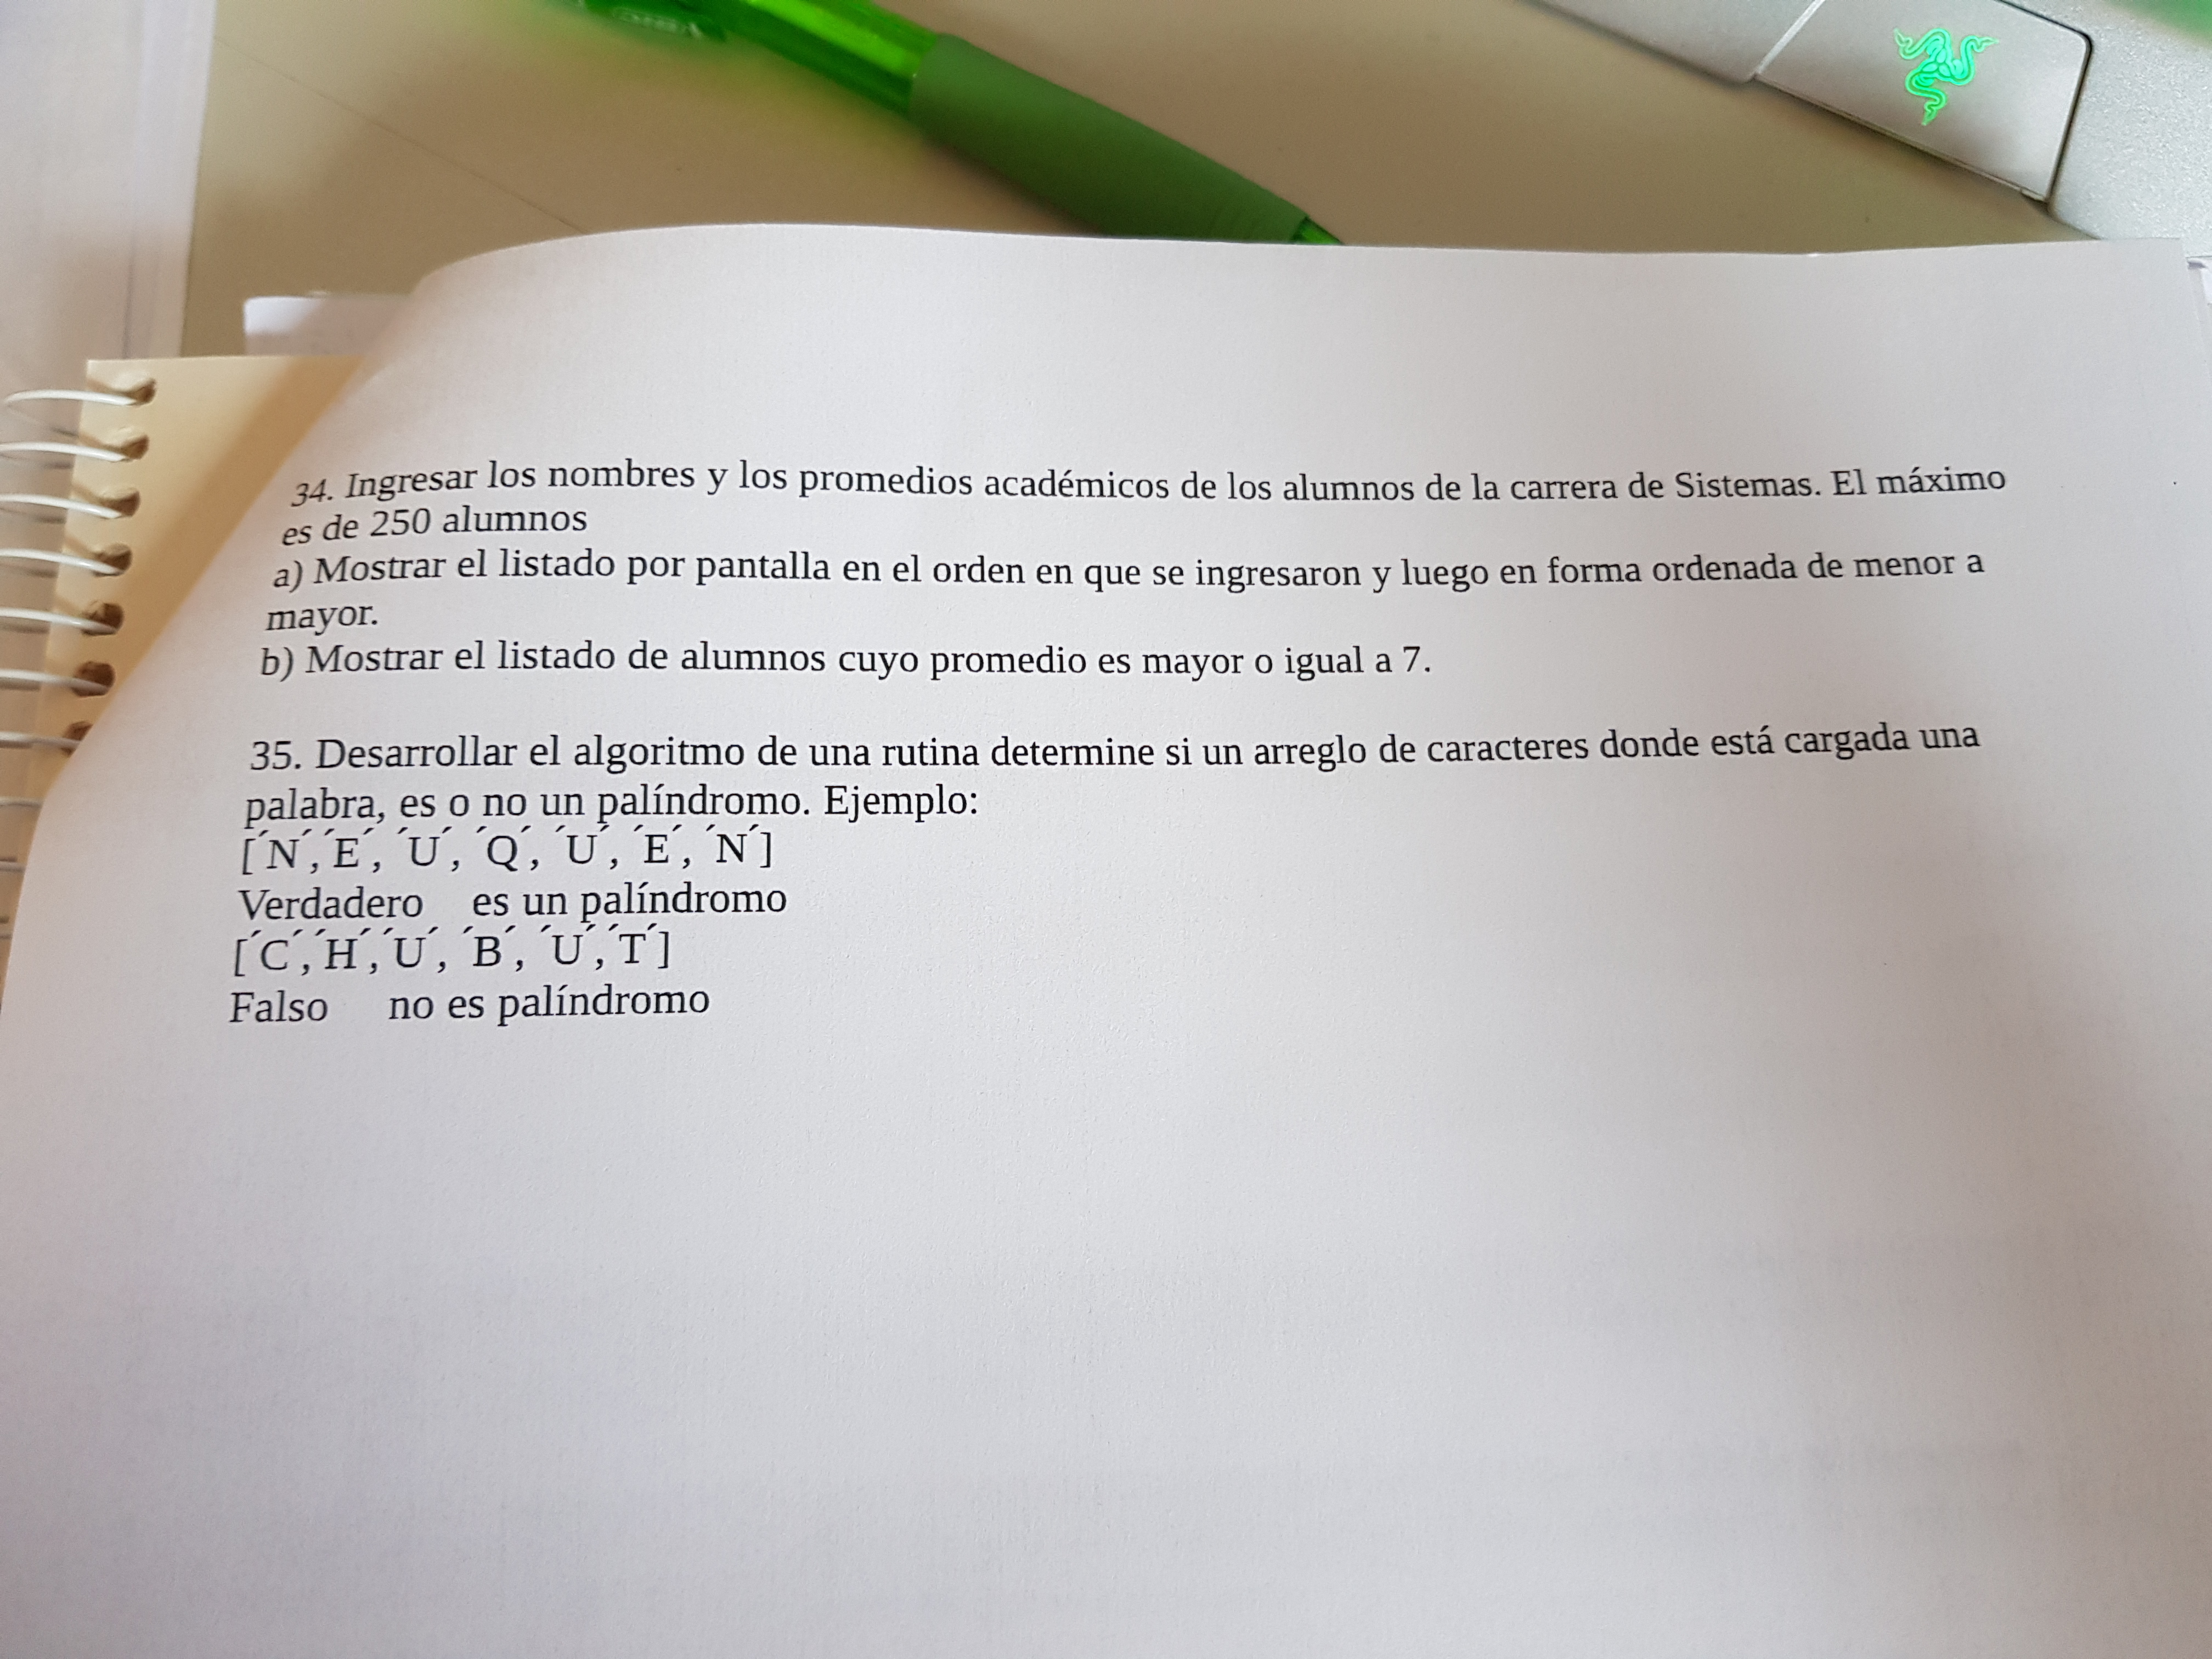 34. Ingresar los nombres y los promedios académicos de los alumnos de la carrera de Sistemas. El máximo
es de 250 alumnos
a) Mostrar el listado por pantalla en el orden en que se ingresaron y luego en forma ordenada de menor a
mayor.
b) Mostrar el listado de alumnos cuyo promedio es mayor o igual a 7.
35. Desarrollar el algoritmo de una rutina determine si un arreglo de caracteres donde está cargada una
palabra, es o no un palíndromo. Ejemplo:
[´N´,´E´, ´U´, ´Q´, ´U´, ´E´, ´N´]
Verdadero es un palíndromo
[´C´,´H´,´U´, ´B´, ´U´,´T´]
Falso no es palíndromo